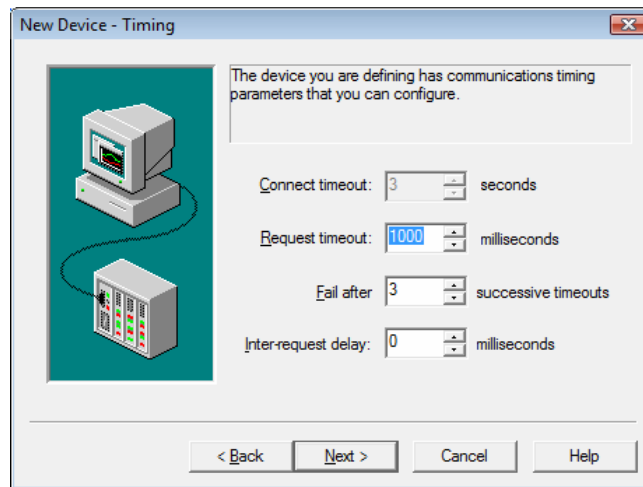 New Device - Timing
The device you are defining has communications timing
parameters that you can configure.
Connect timeout: 3 seconds
Request timeout: 1000 milliseconds
Fail after 3 successive timeouts
Inter-request delay: 0 milliseconds
< Back Next > Cancel Help